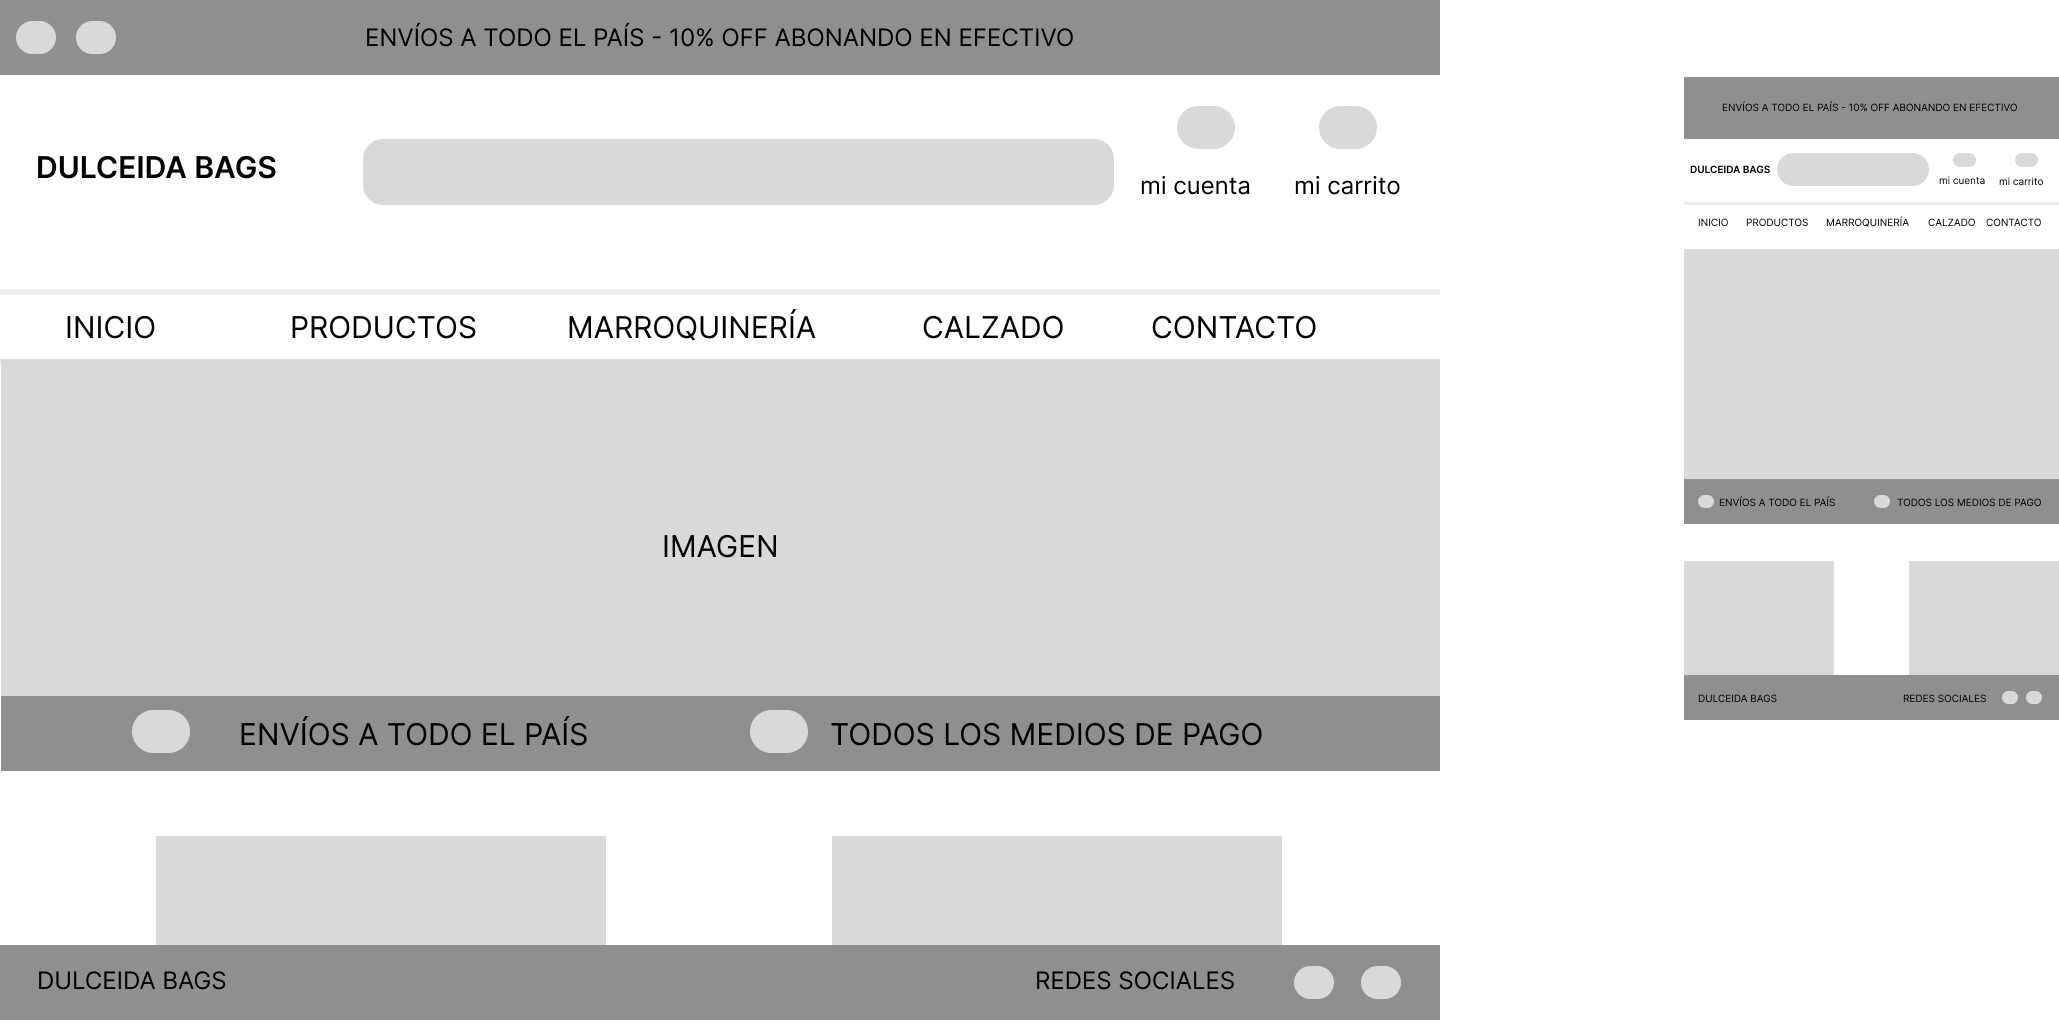 ENVÍOS A TODO EL PAÍS - 10% OFF ABONANDO EN EFECTIVO
DULCEIDA BAGS
mi cuenta
mi carrito
INICIO
PRODUCTOS
MARROQUINERÍA
CALZADO
CONTACTO
IMAGEN
ENVÍOS A TODO EL PAÍS
TODOS LOS MEDIOS DE PAGO
DULCEIDA BAGS
REDES SOCIALES
ENVÍOS A TODO EL PAÍS - 10% OFF ABONANDO EN EFECTIVO
DULCEIDA BAGS
mi cuenta
mi carrito
INICIO
PRODUCTOS
MARROQUINERÍA
CALZADO
CONTACTO
ENVÍOS A TODO EL PAÍS
TODOS LOS MEDIOS DE PAGO
DULCEIDA BAGS
REDES SOCIALES